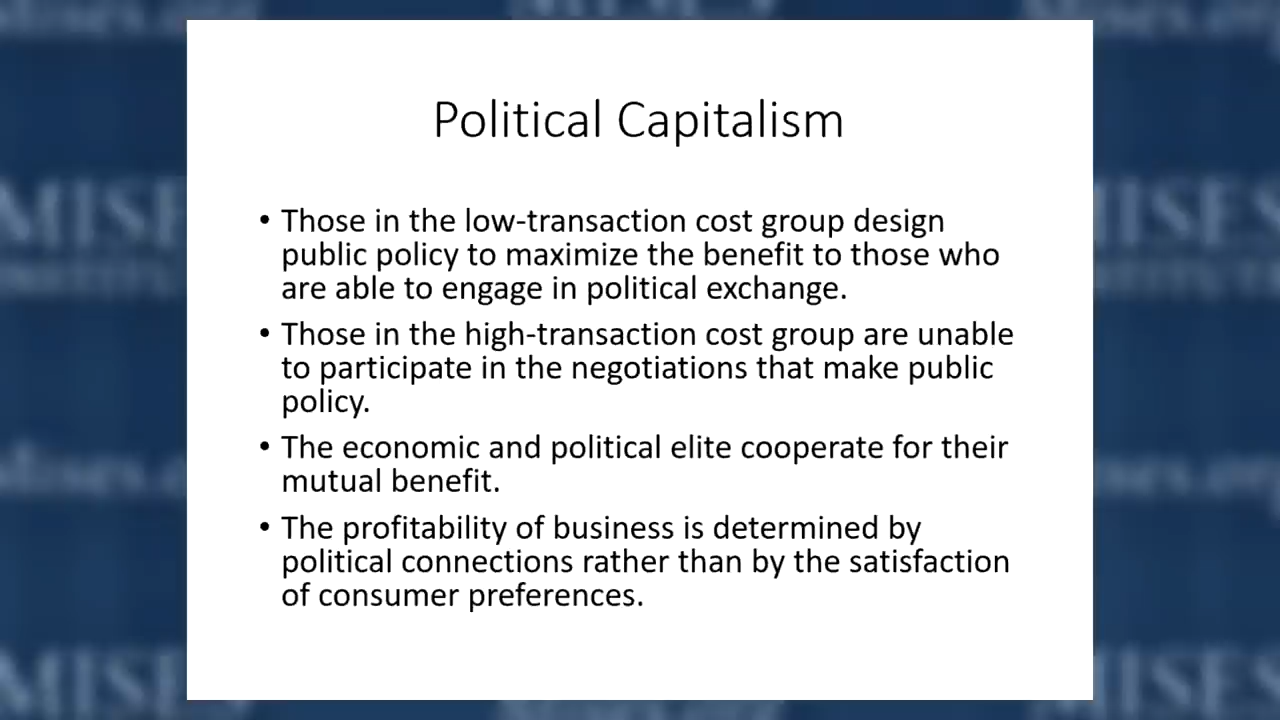 Political Capitalism
• Those in the low-transaction cost group design
public policy to maximize the benefit to those who
are able to engage in political exchange.
• Those in the high-transaction cost group are unable
to participate in the negotiations that make public
policy.
• The economic and political elite cooperate for their
mutual benefit.
• The profitability of business is determined by
political connections rather than by the satisfaction
of consumer preferences.